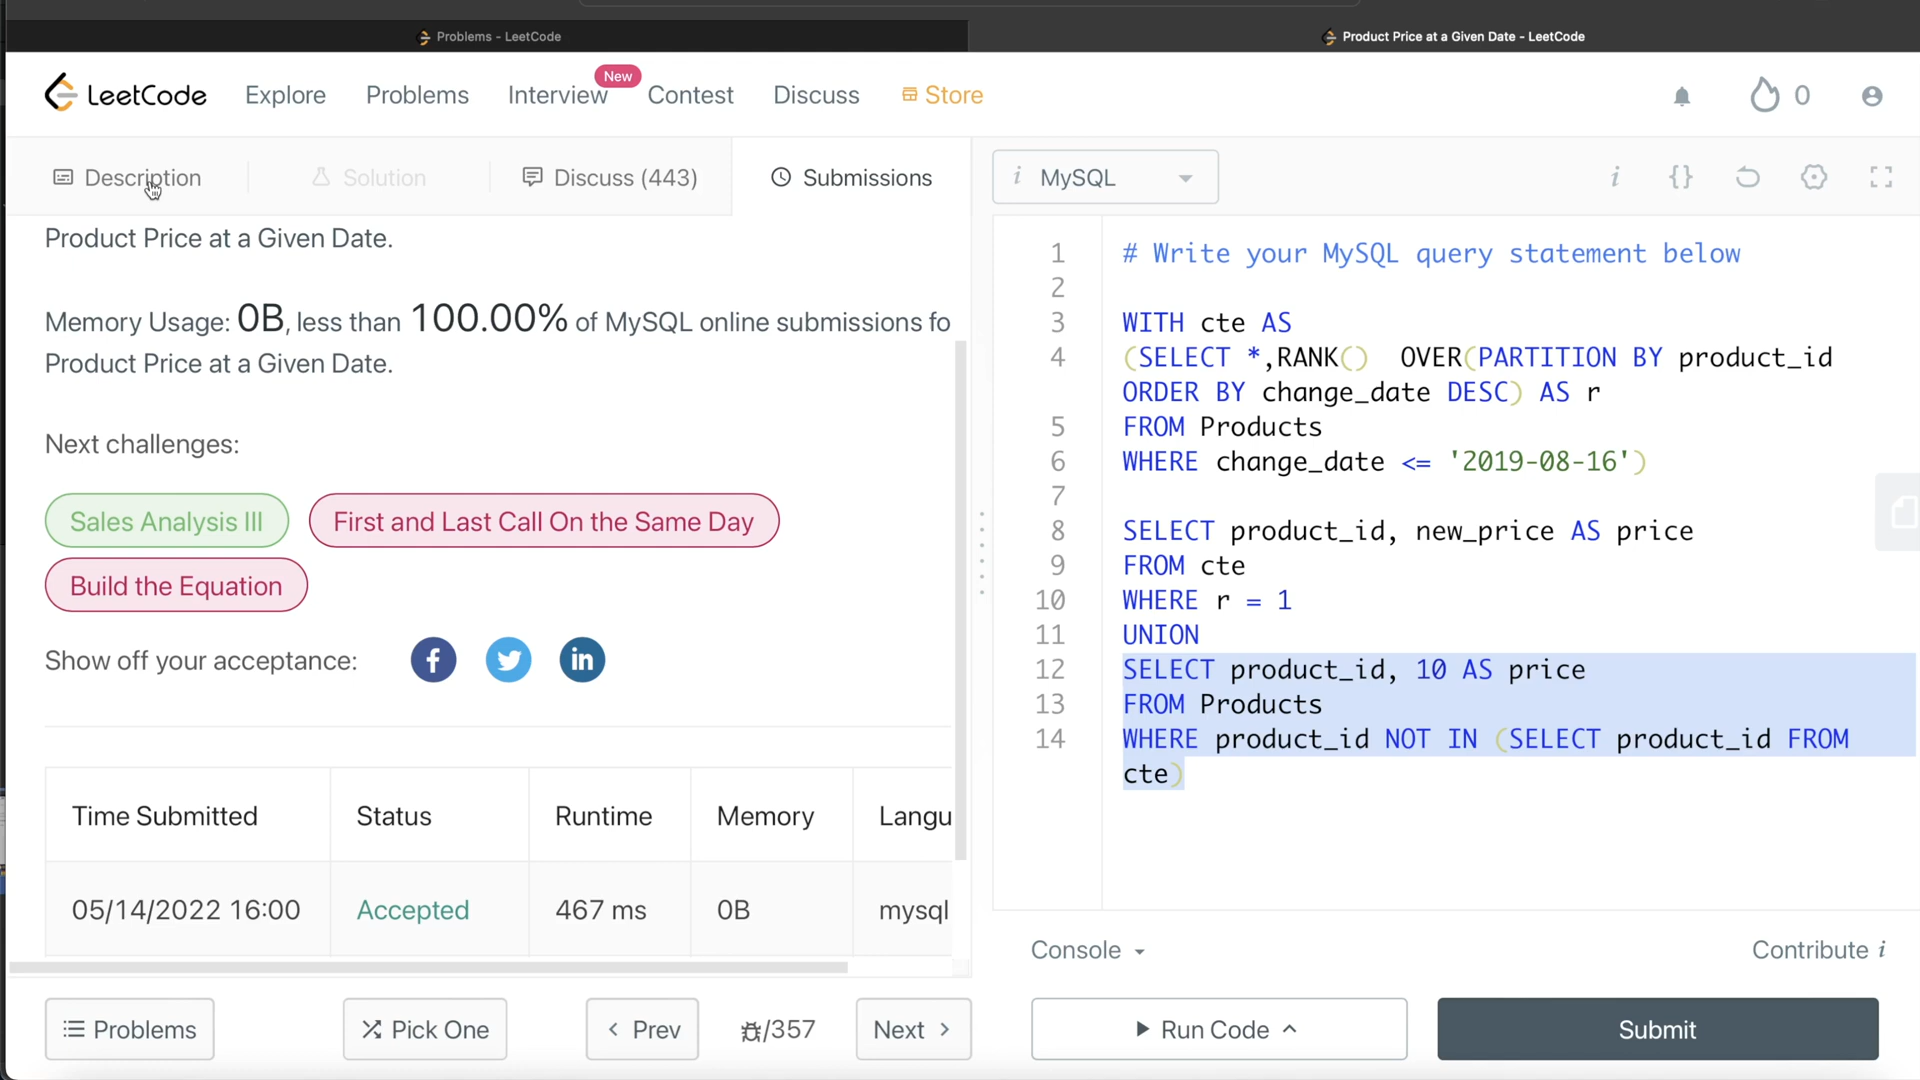 Problems - LeetCode
Product Price at a Given Date - LeetCode
LeetCode
Explore
Problems
Interview
New
Contest
Discuss
Store
0
Description
Solution
Discuss (443)
Submissions
i MySQL
i {}
Product Price at a Given Date.
Memory Usage: 0B, less than 100.00% of MySQL online submissions fo
Product Price at a Given Date.
Next challenges:
Sales Analysis III
First and Last Call On the Same Day
Build the Equation
Show off your acceptance:
f
in
Time Submitted Status Runtime Memory Langu
05/14/2022 16:00 Accepted 467 ms 0B mysql
Problems
Pick One
Prev
/357
Next
1 # Write your MySQL query statement below
2
3 WITH cte AS
4 (SELECT *,RANK() OVER(PARTITION BY product_id
ORDER BY change_date DESC) AS r
5 FROM Products
6 WHERE change_date <= '2019-08-16')
7
8 SELECT product_id, new_price AS price
9 FROM cte
10 WHERE r = 1
11 UNION
12 SELECT product_id, 10 AS price
13 FROM Products
14 WHERE product_id NOT IN (SELECT product_id FROM
cte)
Console
Contribute i
Run Code
Submit